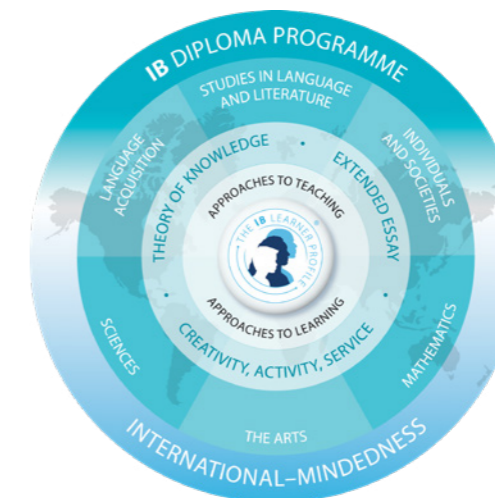 IB DIPLOMA PROGRAMME
STUDIES IN LANGUAGE
AND LITERATURE
LANGUAGE
ACQUISITION
INDIVIDUALS
AND SOCIETIES
THEORY OF KNOWLEDGE
•
EXTENDED ESSAY
•
APPROACHES TO TEACHING
THE IB LEARNER PROFILE
®
APPROACHES TO LEARNING
•
CREATIVITY, ACTIVITY, SERVICE
SCIENCES
MATHEMATICS
THE ARTS
INTERNATIONAL–MINDEDNESS